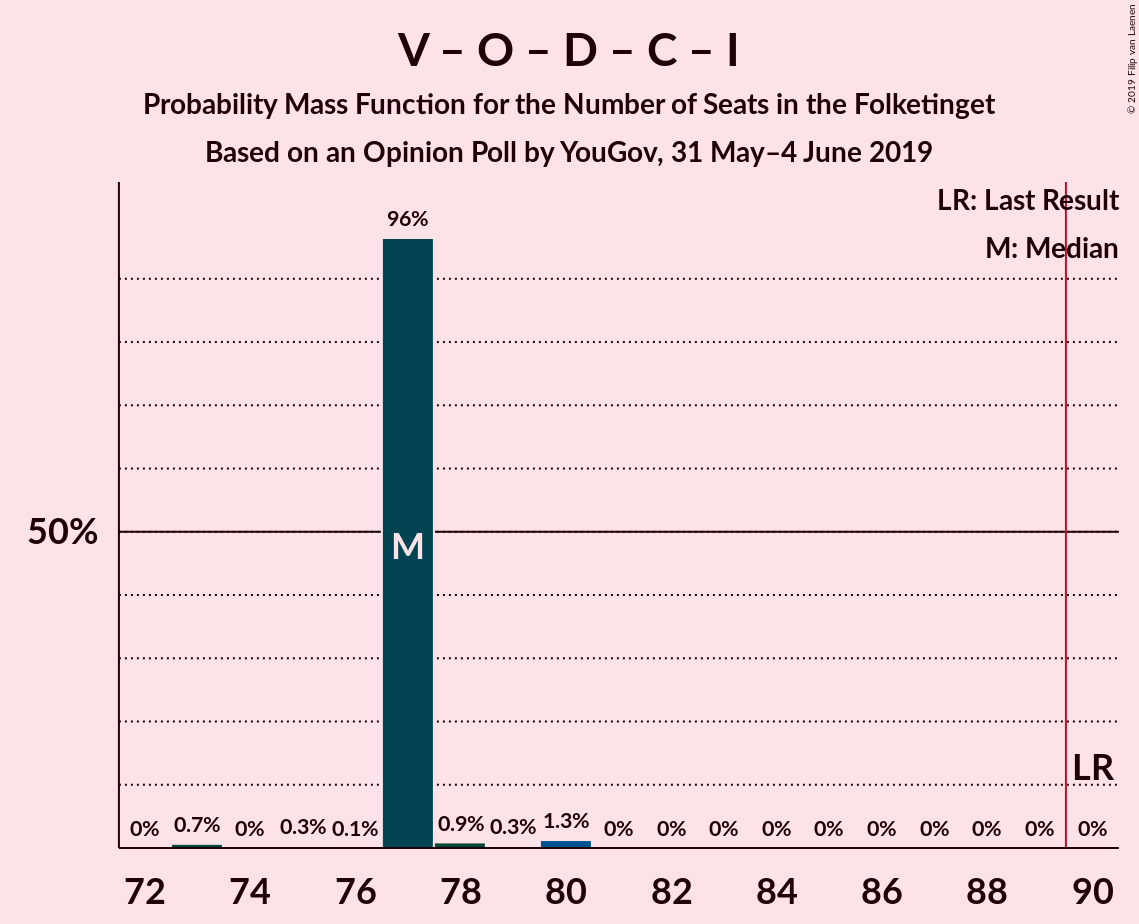 V – O – D – C – I
Probability Mass Function for the Number of Seats in the Folketinget
Based on an Opinion Poll by YouGov, 31 May–4 June 2019
© 2019 Filip van Laenen
LR: Last Result
M: Median
96%
50%
M
LR
0% 0.7% 0% 0.3% 0.1% 0.9% 0.3% 1.3% 0% 0% 0% 0% 0% 0% 0% 0% 0% 0%
72 74 76 78 80 82 84 86 88 90